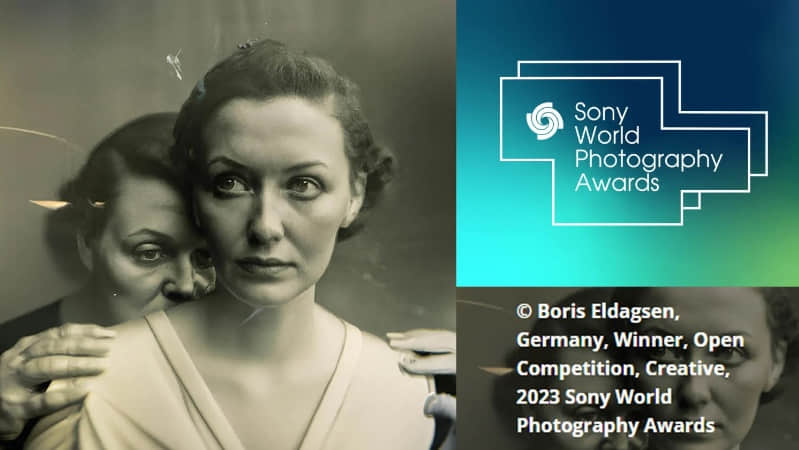 Sony
World
Photography
Awards
© Boris Eldagsen,
Germany, Winner, Open
Competition, Creative,
2023 Sony World
Photography Awards